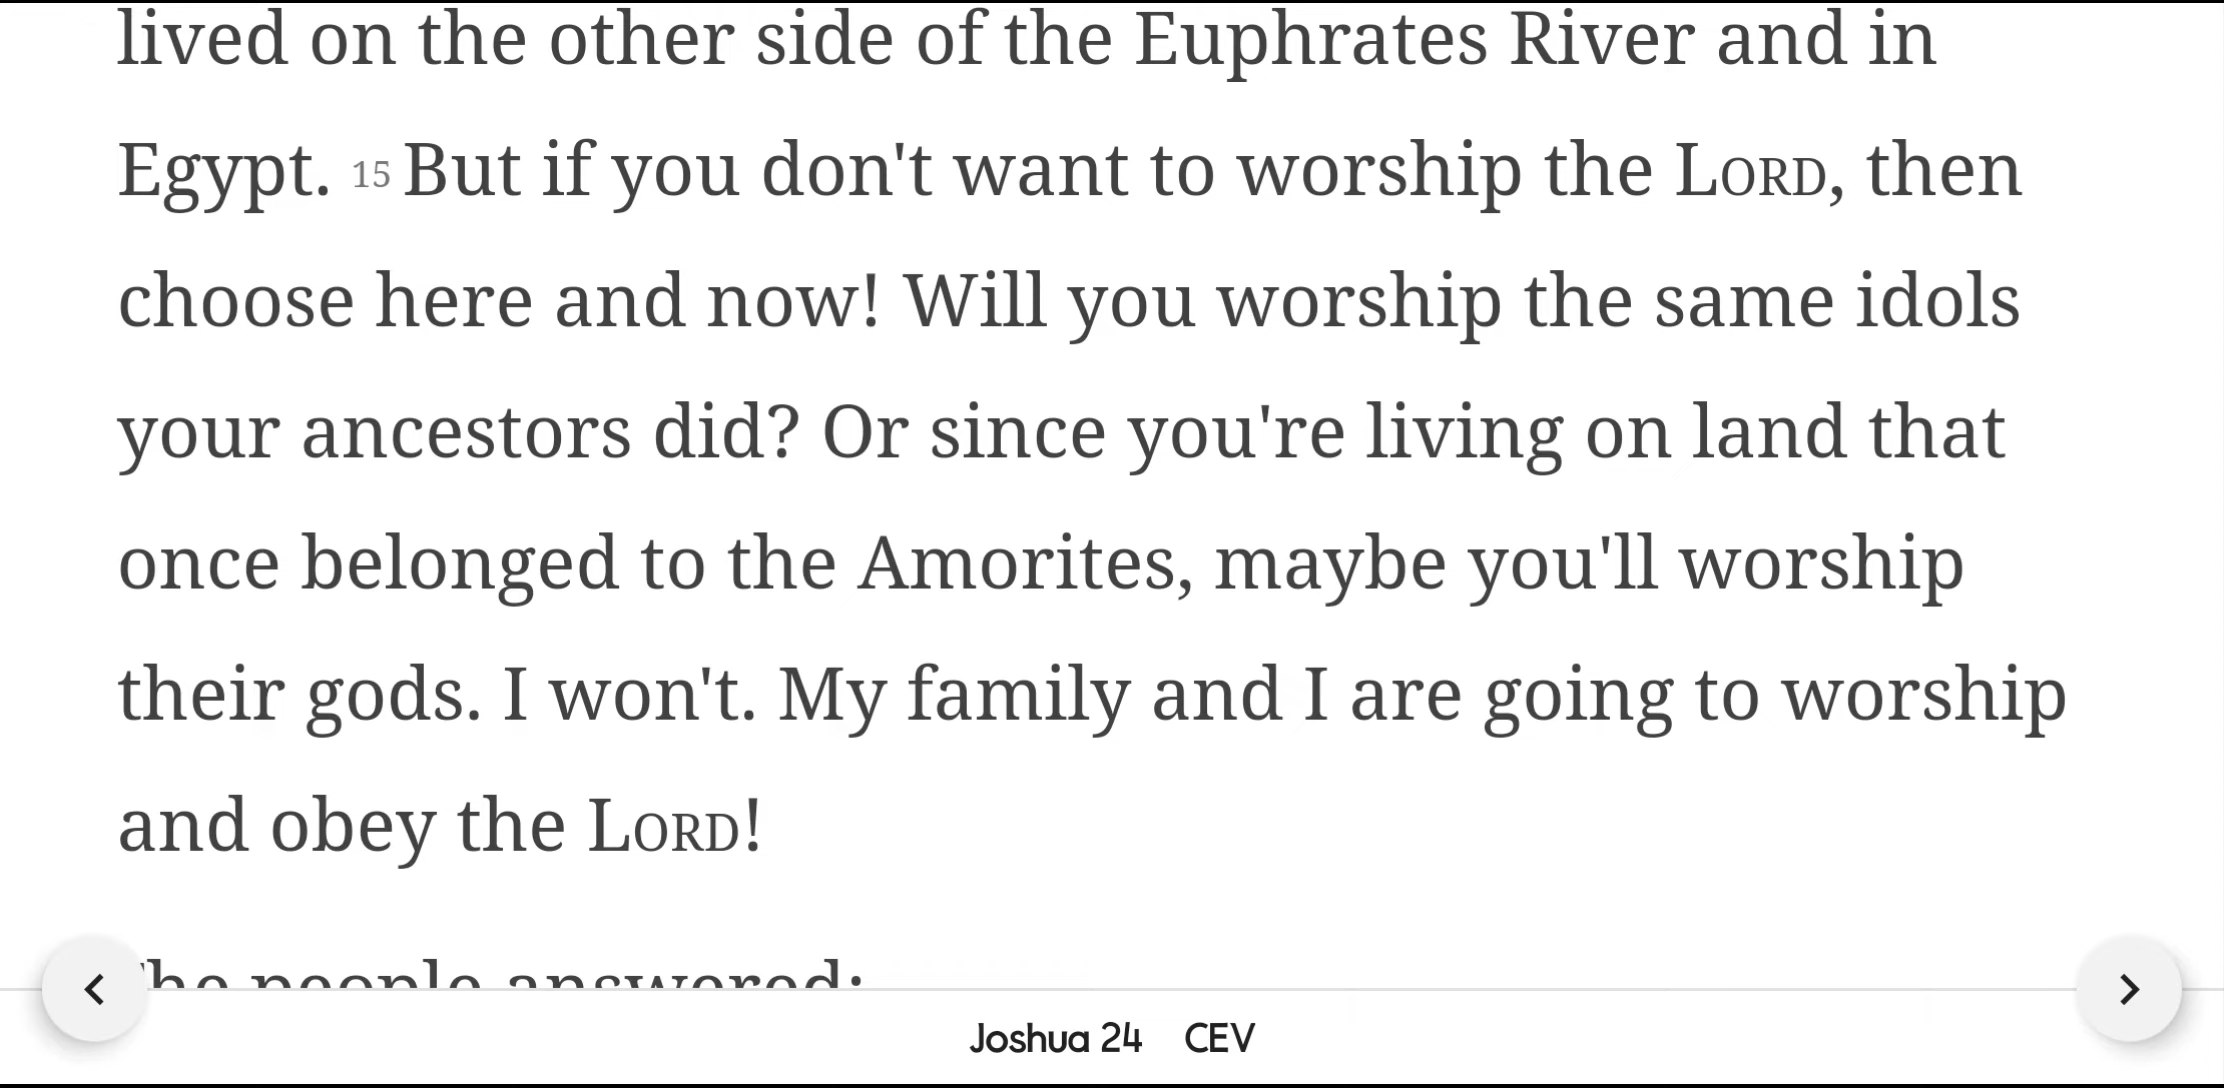 lived on the other side of the Euphrates River and in
Egypt. 15 But if you don't want to worship the LORD, then
choose here and now! Will you worship the same idols
your ancestors did? Or since you're living on land that
once belonged to the Amorites, maybe you'll worship
their gods. I won't. My family and I are going to worship
and obey the LORD!
he people answered:
Joshua 24 CEV